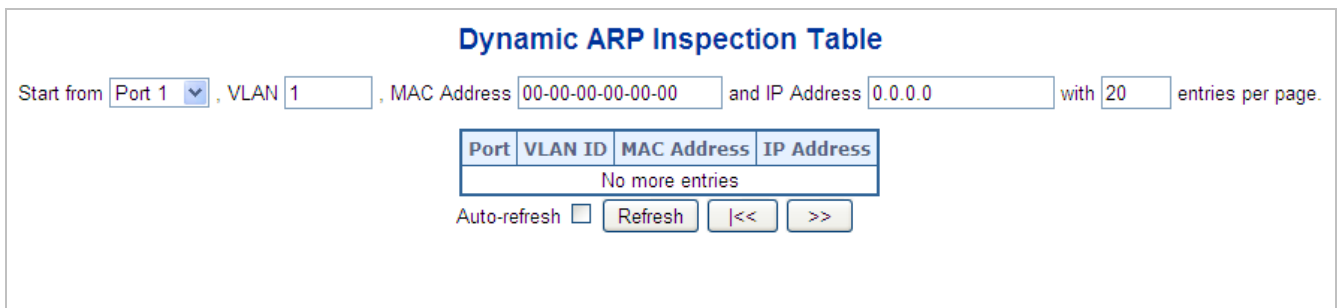 Dynamic ARP Inspection Table
Start from Port 1 , VLAN 1 , MAC Address 00-00-00-00-00-00 and IP Address 0.0.0.0 with 20 entries per page.
Port VLAN ID MAC Address IP Address
No more entries
Auto-refresh Refresh |<< >>